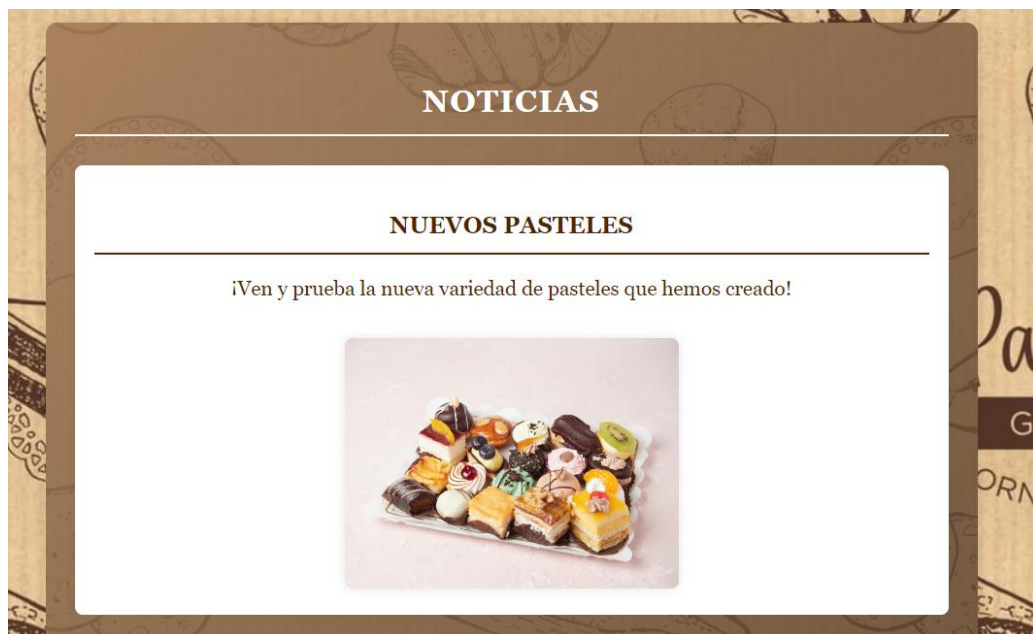 NOTICIAS
NUEVOS PASTELES
¡Ven y prueba la nueva variedad de pasteles que hemos creado!